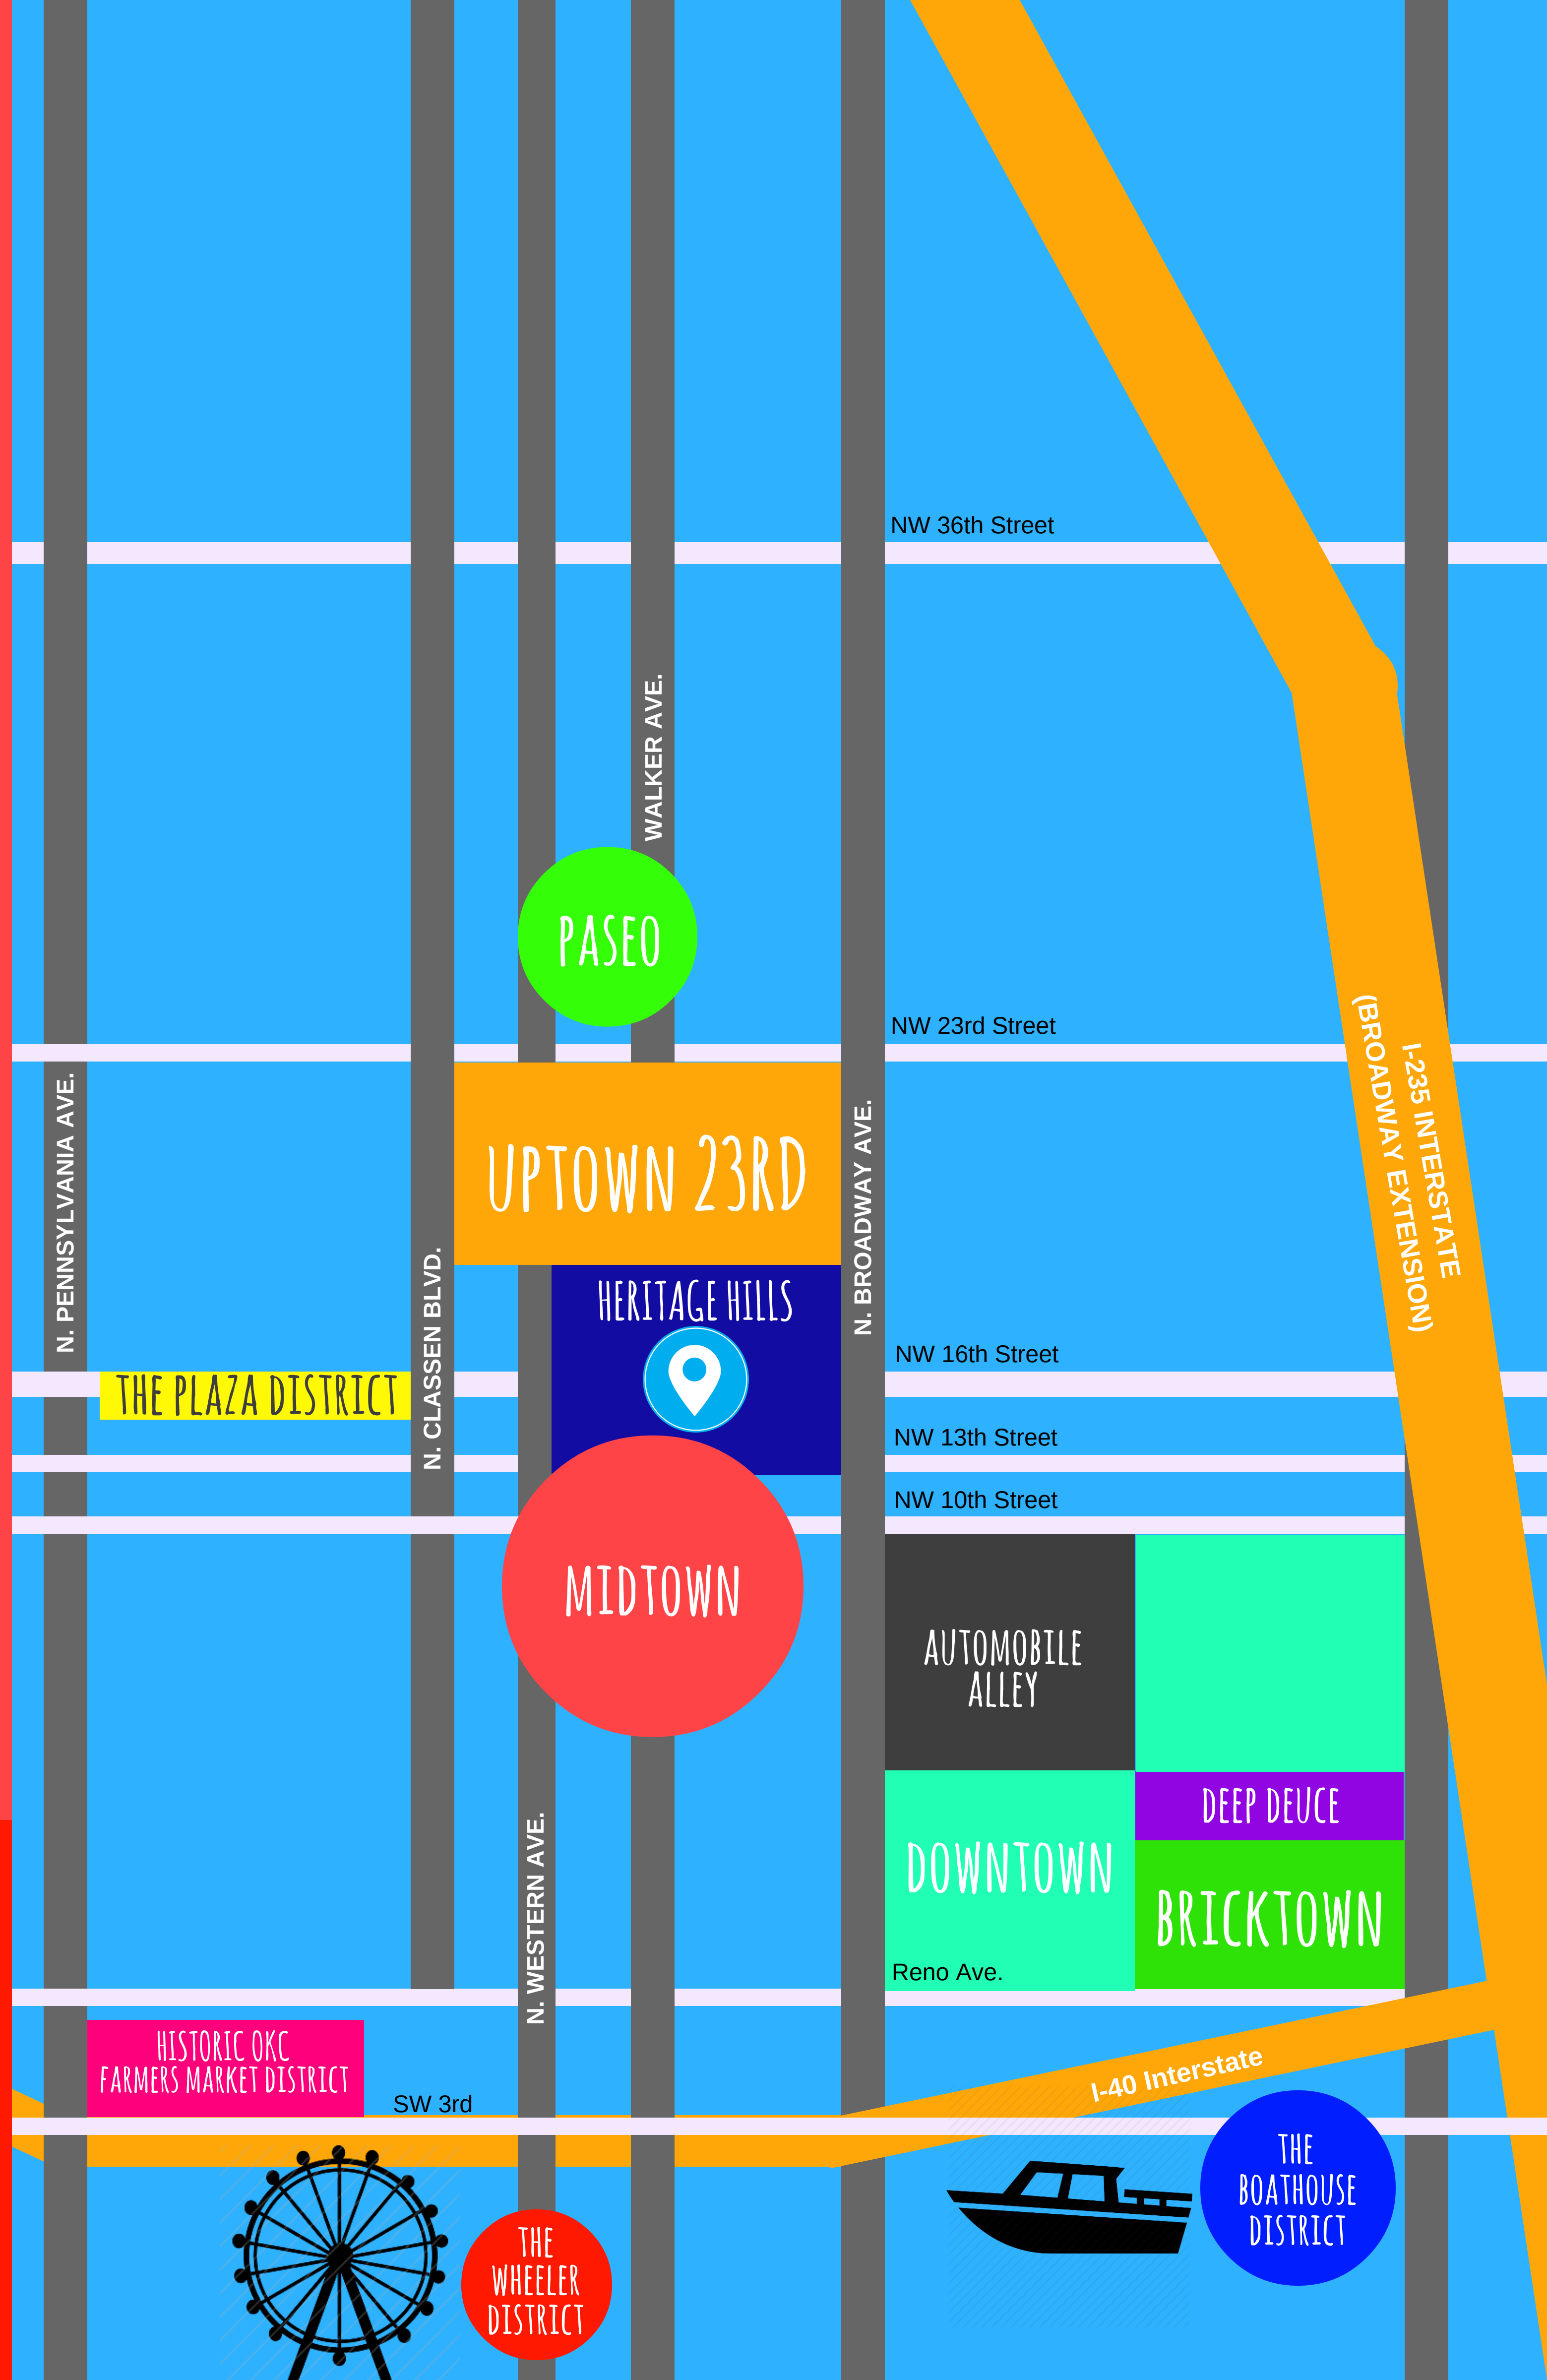 NW 36th Street
WALKER AVE.
PASEO
NW 23rd Street
I-235 INTERSTATE
(BROADWAY EXTENSION)
N. PENNSYLVANIA AVE.
UPTOWN 23RD
N. BROADWAY AVE.
N. CLASSEN BLVD.
HERITAGE HILLS
NW 16th Street
THE PLAZA DISTRICT
NW 13th Street
NW 10th Street
MIDTOWN
AUTOMOBILE
ALLEY
DEEP DEUCE
DOWNTOWN
BRICKTOWN
N. WESTERN AVE.
Reno Ave.
HISTORIC OKC
FARMERS MARKET DISTRICT
I-40 Interstate
SW 3rd
THE
BOATHOUSE
DISTRICT
THE
WHEELER
DISTRICT